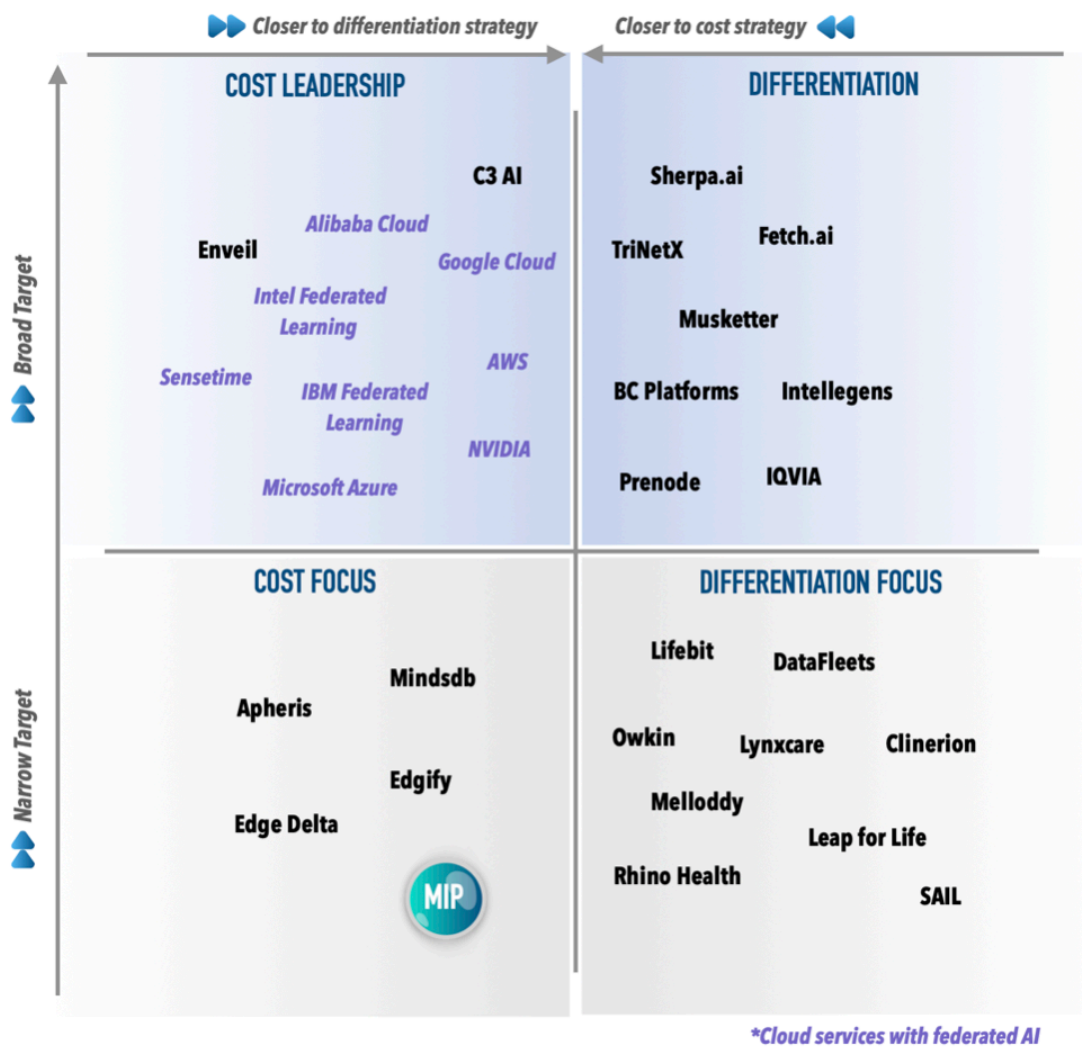 Closer to differentiation strategy
Closer to cost strategy
COST LEADERSHIP
DIFFERENTIATION
C3 AI
Sherpa.ai
Alibaba Cloud
Fetch.ai
Enveil
TriNetX
Google Cloud
Intel Federated
Learning
Musketter
AWS
Sensetime
IBM Federated
Learning
BC Platforms
Intellegens
NVIDIA
Microsoft Azure
Prenode
IQVIA
Broad Target
COST FOCUS
DIFFERENTIATION FOCUS
Lifebit
DataFleets
Mindsdb
Apheris
Owkin
Lynxcare
Clinerion
Edgify
Melloddy
Edge Delta
Leap for Life
Rhino Health
MIP
SAIL
Narrow Target
*Cloud services with federated AI